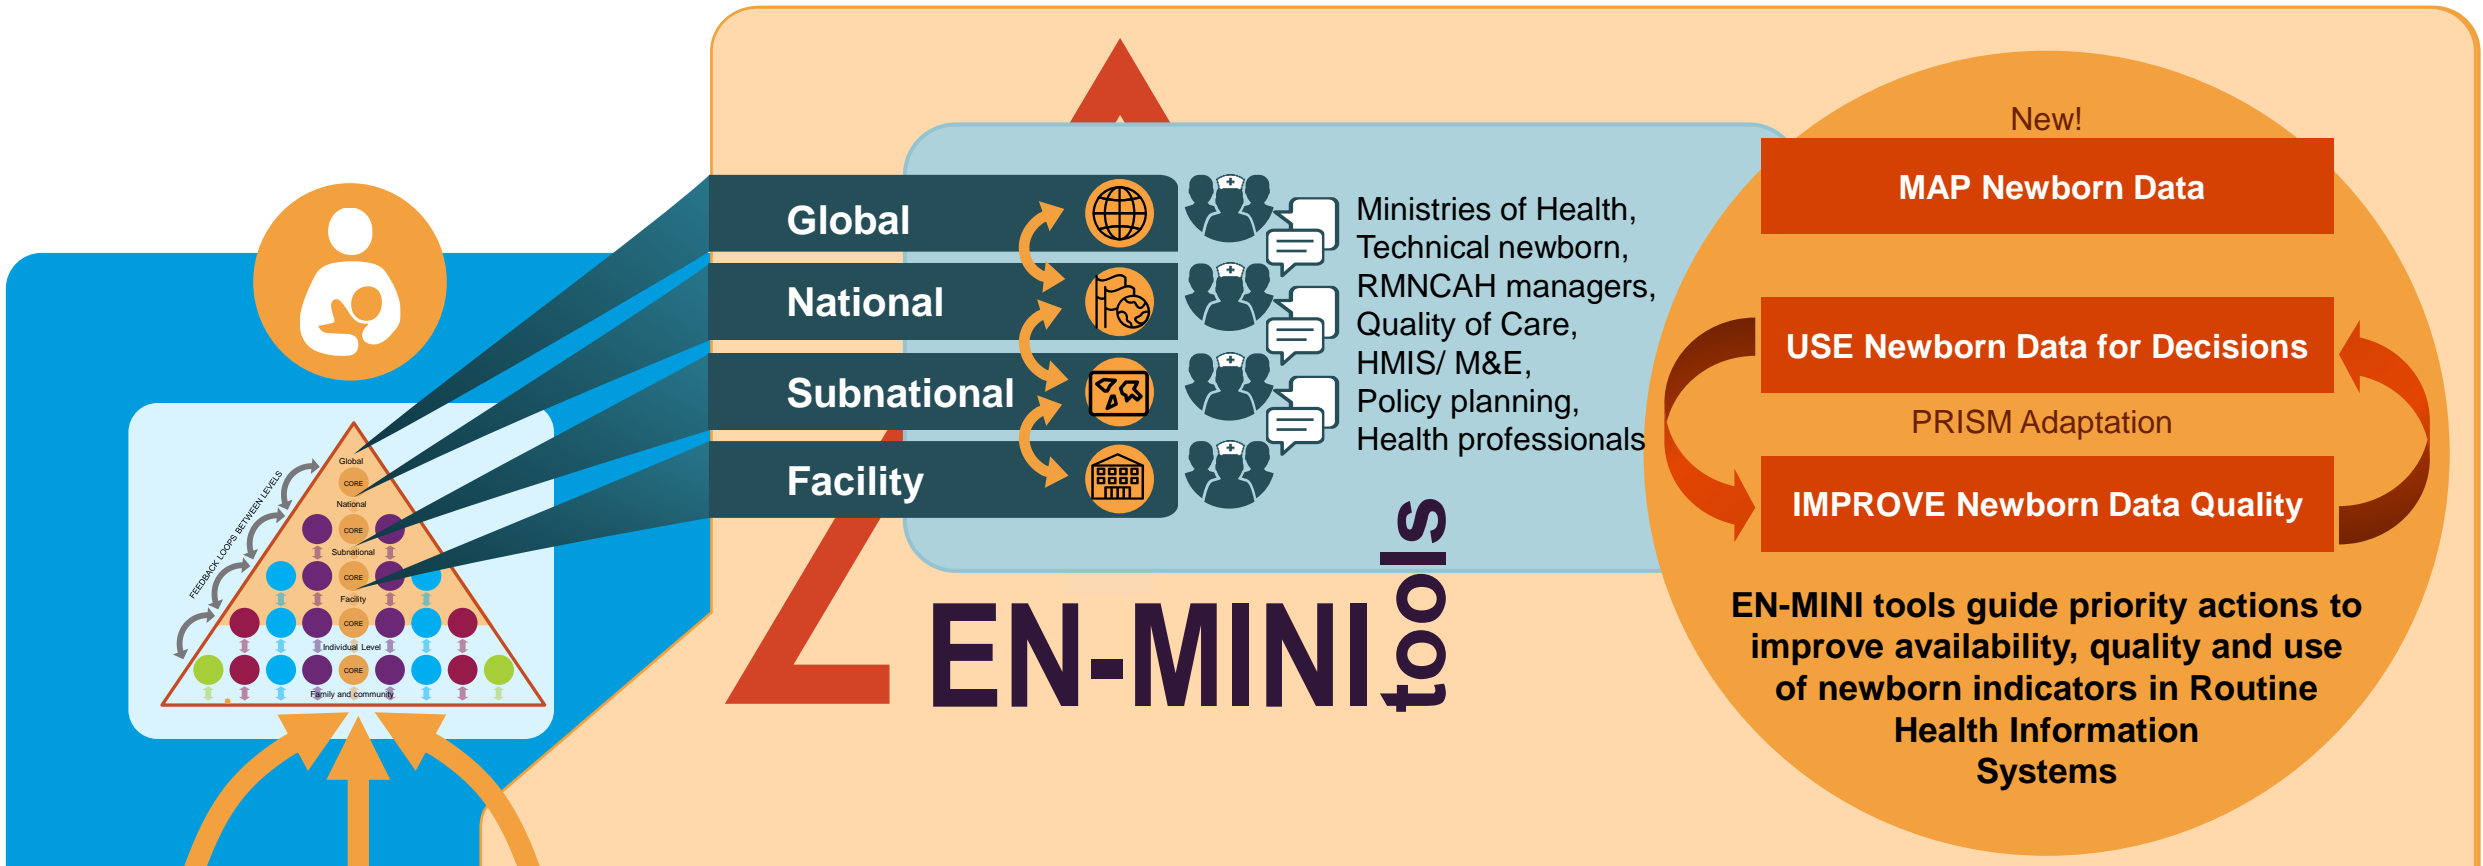 FEEDBACK LOOPS BETWEEN LEVELS
Global
CORE
National
CORE
Subnational
CORE
Facility
CORE
Individual Level
CORE
Family and community
Global
National
Subnational
Facility
Ministries of Health,
Technical newborn,
RMNCAH managers,
Quality of Care,
HMIS/ M&E,
Policy planning,
Health professionals
EN-MINI
tools
New!
MAP Newborn Data
USE Newborn Data for Decisions
PRISM Adaptation
IMPROVE Newborn Data Quality
EN-MINI tools guide priority actions to
improve availability, quality and use
of newborn indicators in Routine
Health Information
Systems